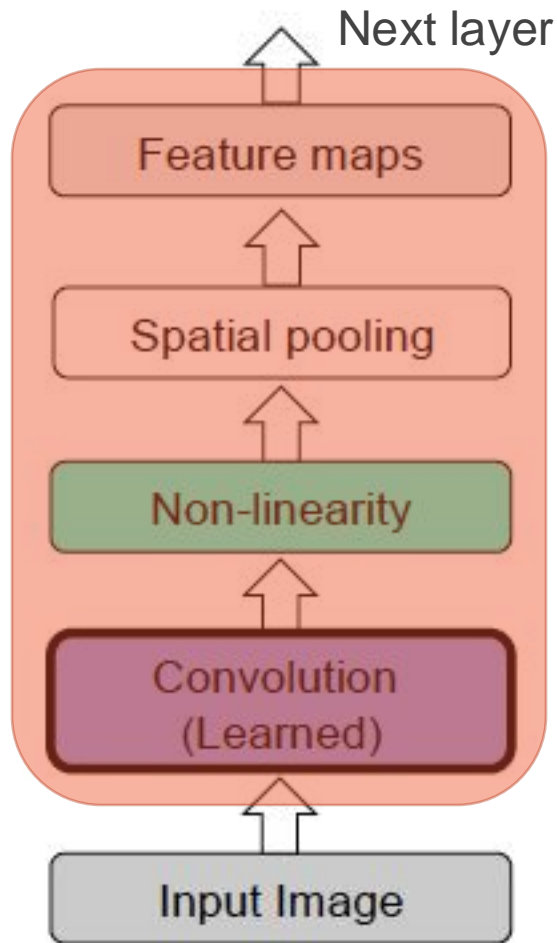 Next layer
Feature maps
Spatial pooling
Non-linearity
Convolution
(Learned)
Input Image